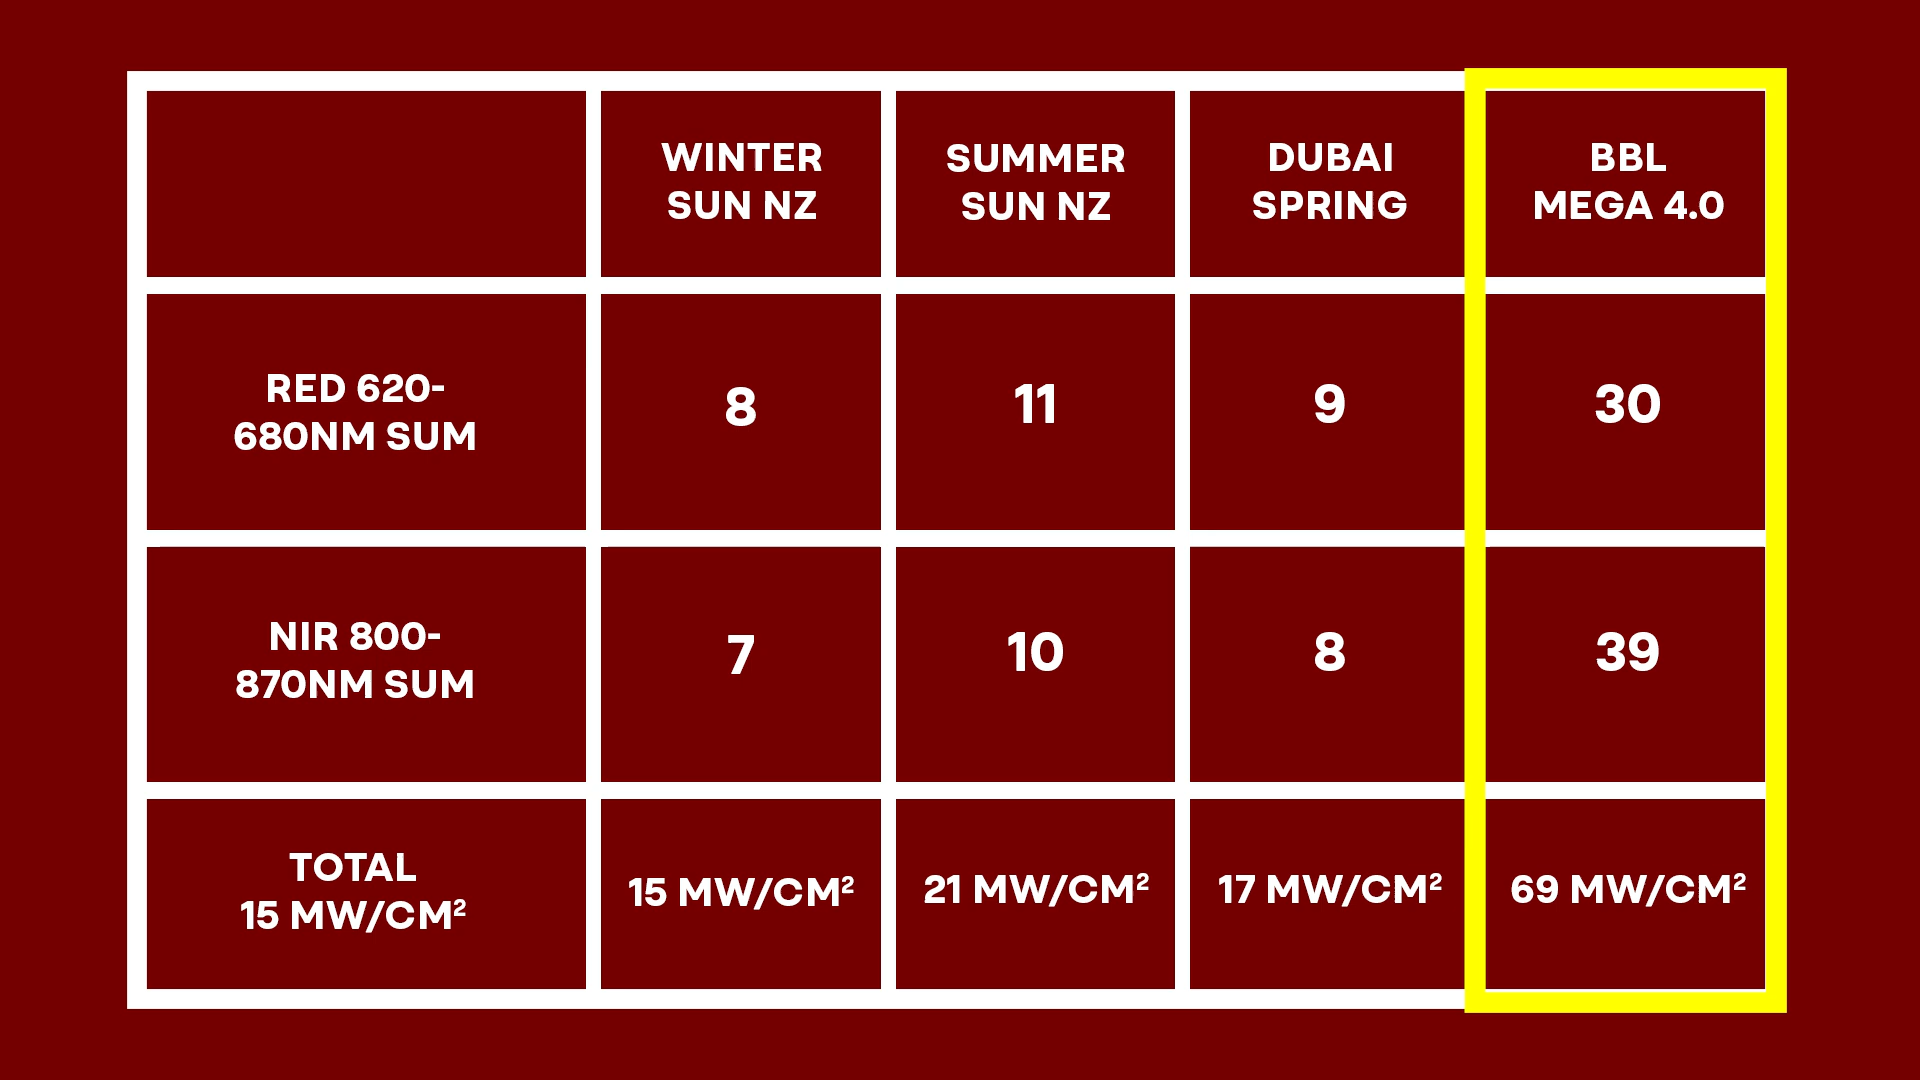 WINTER
SUN NZ
SUMMER
SUN NZ
DUBAI
SPRING
BBL
MEGA 4.0
RED 620-
680NM SUM
8
11
9
30
NIR 800-
870NM SUM
7
10
8
39
TOTAL
15 MW/CM²
15 MW/CM²
21 MW/CM²
17 MW/CM²
69 MW/CM²